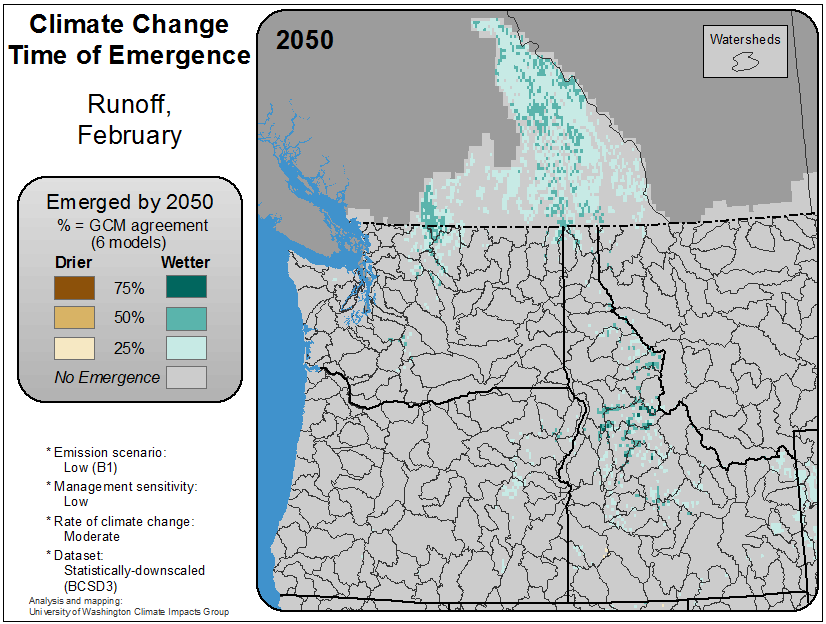 Climate Change
Time of Emergence
Runoff,
February
Emerged by 2050
% = GCM agreement
(6 models)
Drier
Wetter
75%
50%
25%
No Emergence
* Emission scenario:
Low (B1)
* Management sensitivity:
Low
* Rate of climate change:
Moderate
* Dataset:
Statistically-downscaled
(BCSD3)
Analysis and mapping:
University of Washington Climate Impacts Group
2050
Watersheds